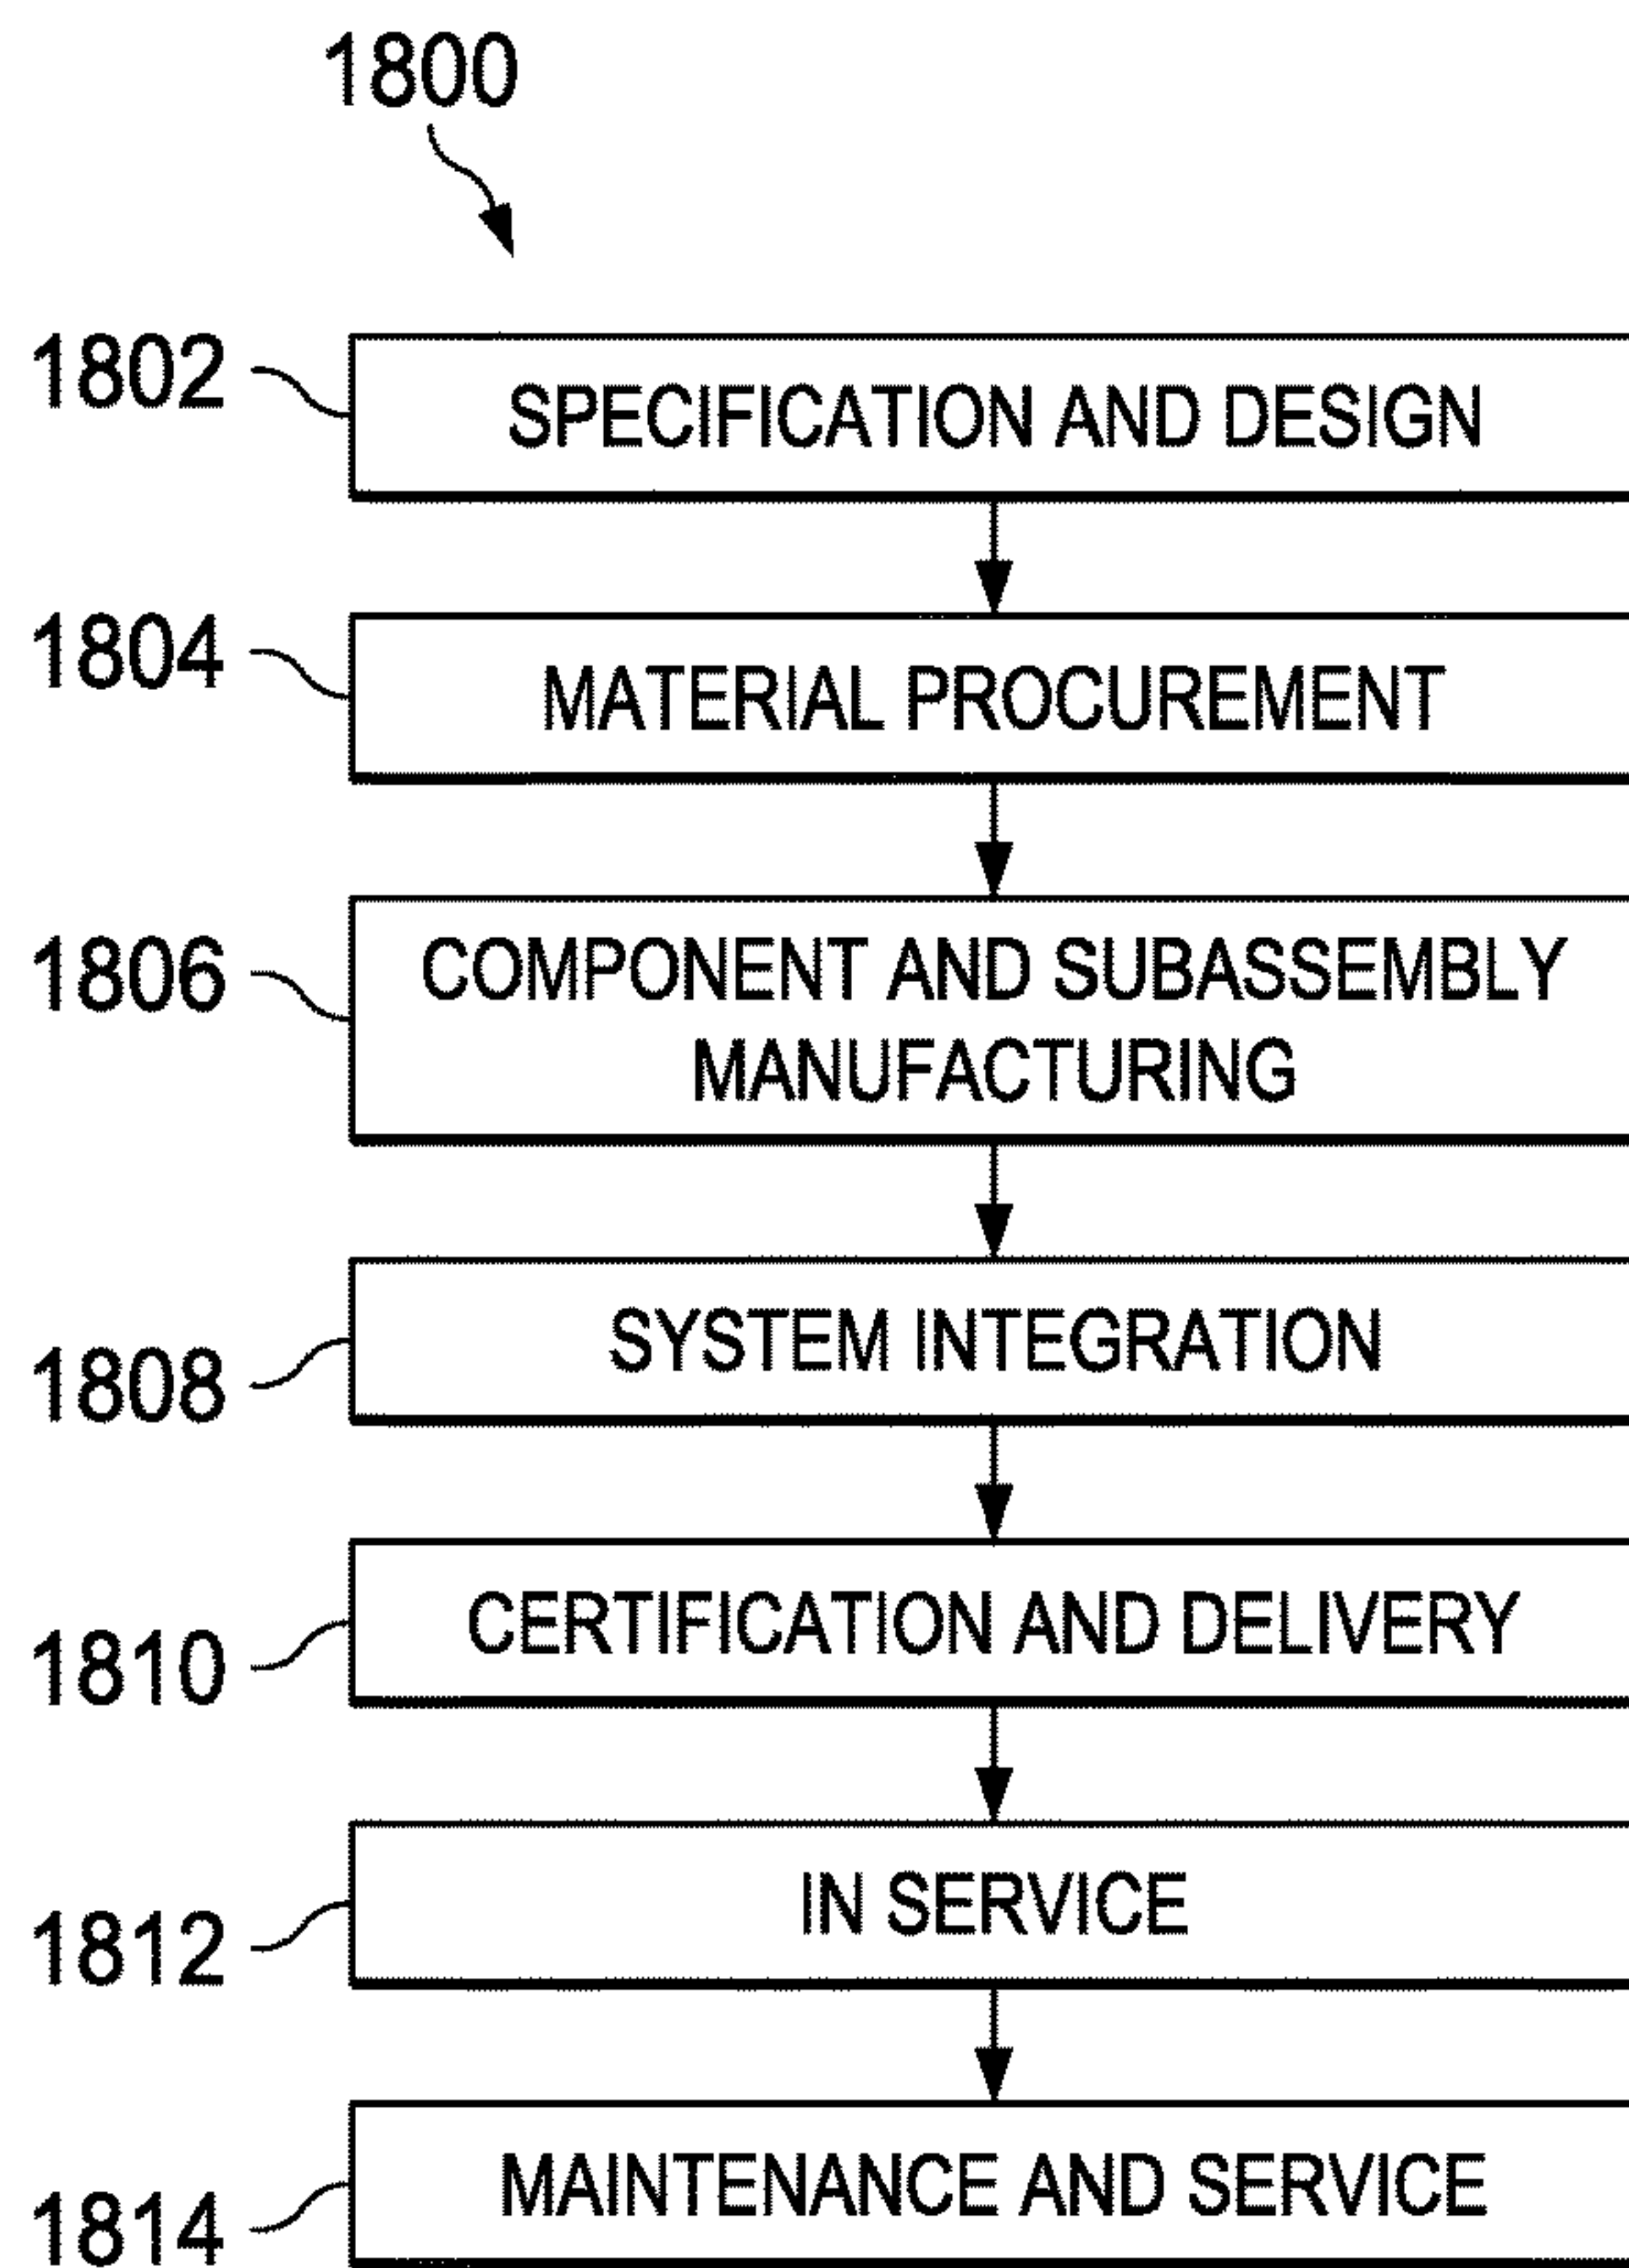 1800
1802
SPECIFICATION AND DESIGN
1804
MATERIAL PROCUREMENT
1806
COMPONENT AND SUBASSEMBLY
MANUFACTURING
1808
SYSTEM INTEGRATION
1810
CERTIFICATION AND DELIVERY
1812
IN SERVICE
1814
MAINTENANCE AND SERVICE